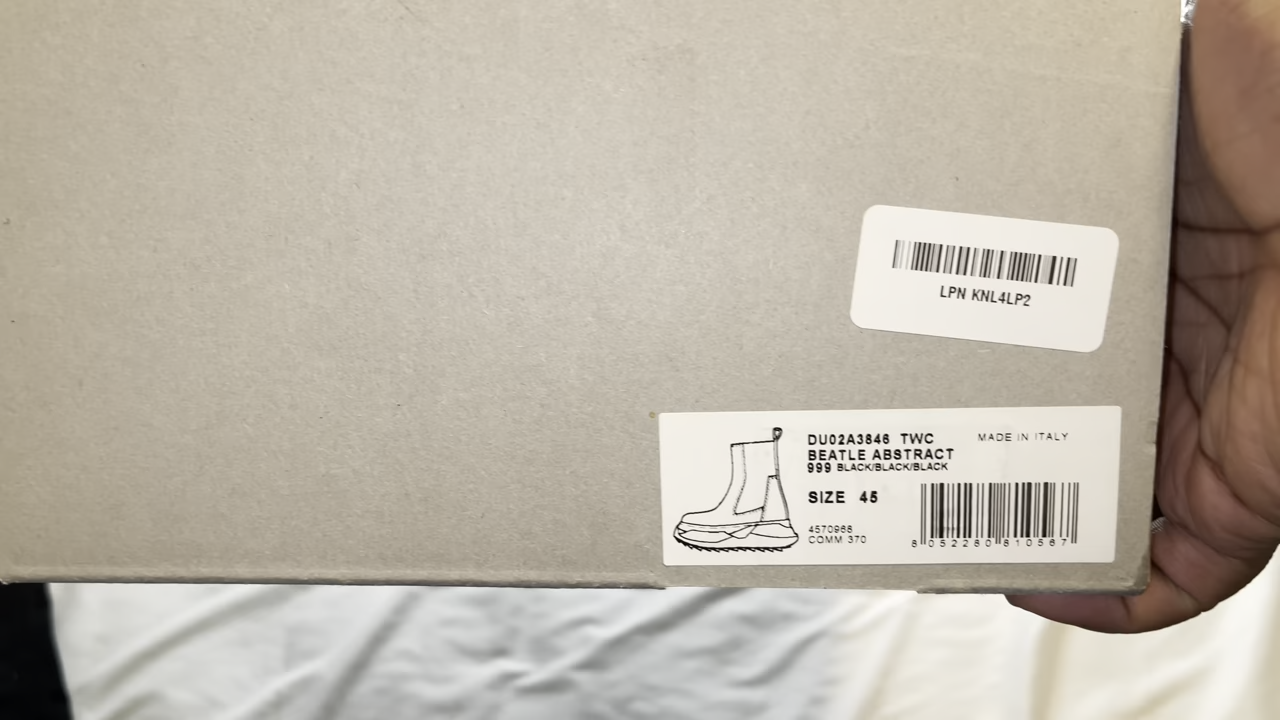 LPN KNL4LP2
DU02A3846 TWC
MADE IN ITALY
BEATLE ABSTRACT
999 BLACK/BLACK/BLACK
SIZE 45
4570968
COMM 370
8 052280 810567